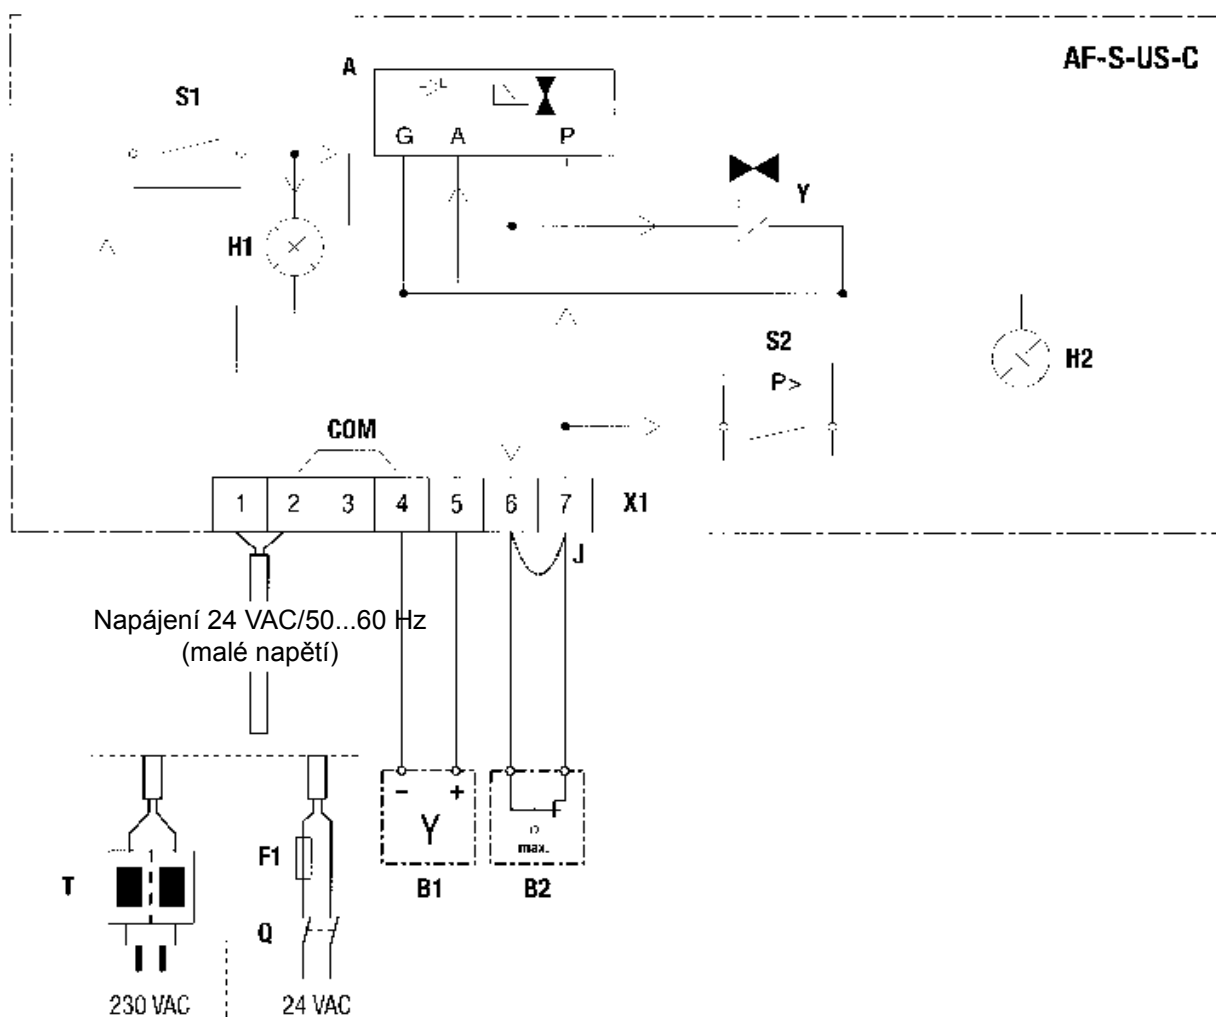 AF-S-US-C
A
S1
G A P
Y
H1
S2
P>
H2
COM
1 2 3 4 5 6 7 X1
J
Napájení 24 VAC/50...60 Hz
(malé napětí)
- +
Y
max.
F1
T
B1 B2
Q
230 VAC 24 VAC